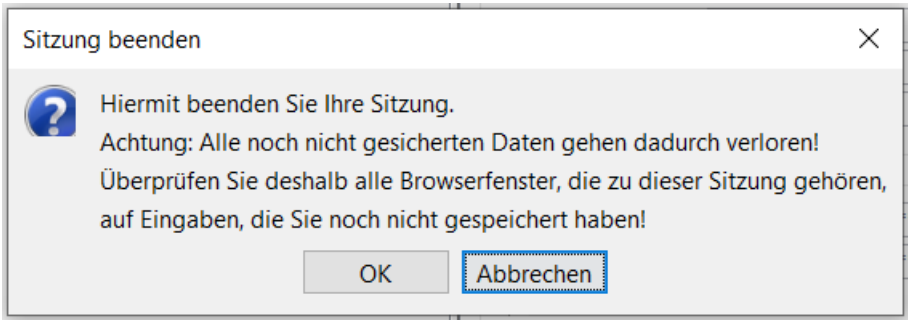 Sitzung beenden
Hiermit beenden Sie Ihre Sitzung.
Achtung: Alle noch nicht gesicherten Daten gehen dadurch verloren!
Überprüfen Sie deshalb alle Browserfenster, die zu dieser Sitzung gehören,
auf Eingaben, die Sie noch nicht gespeichert haben!
OK Abbrechen